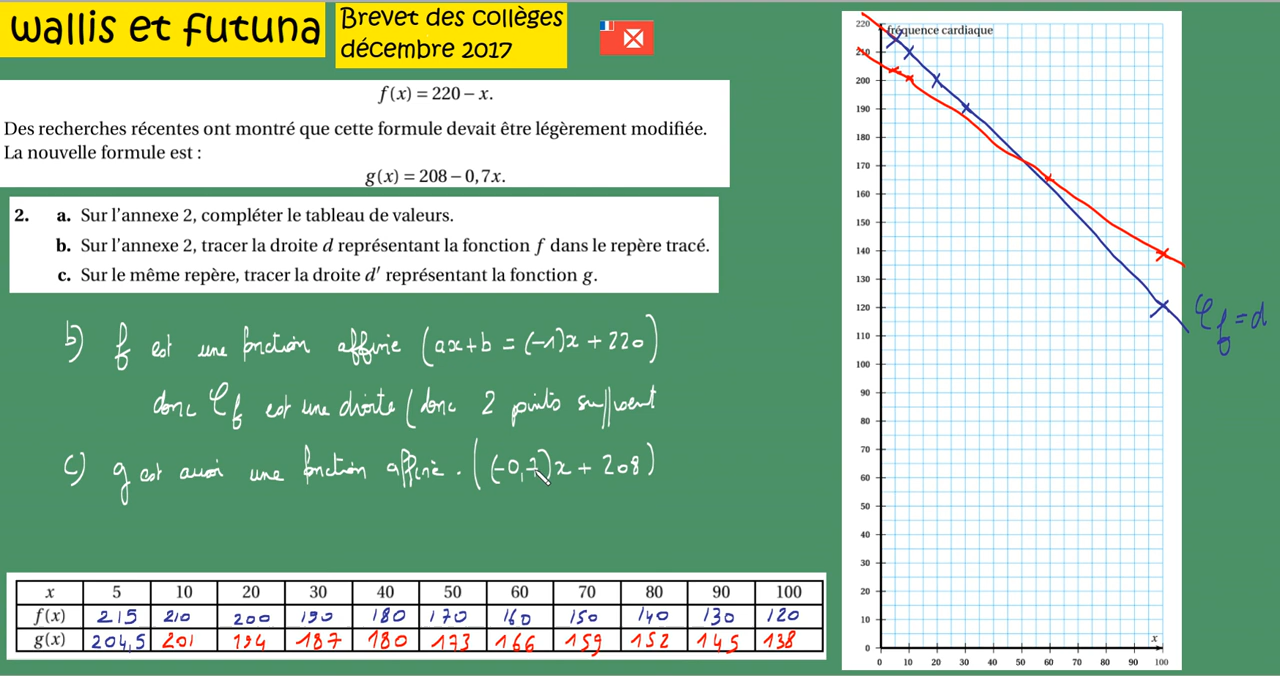 wallis et futuna
Brevet des collèges
décembre 2017
f(x) = 220 − x.
Des recherches récentes ont montré que cette formule devait être légèrement modifiée.
La nouvelle formule est :
g(x) = 208 − 0,7x.
2. a. Sur l'annexe 2, compléter le tableau de valeurs.
b. Sur l'annexe 2, tracer la droite d représentant la fonction f dans le repère tracé.
c. Sur le même repère, tracer la droite d′ représentant la fonction g.
b) f est une fonction affine (ax+b = (-1)x + 220)
donc 𝒞f est une droite (donc 2 points suffisent
c) g est aussi une fonction affine. ((-0,7)x + 208)
x 5 10 20 30 40 50 60 70 80 90 100
f(x) 215 210 200 190 180 170 160 150 140 130 120
g(x) 204,5 201 194 187 180 173 166 159 152 145 138
fréquence cardiaque
220
210
200
190
180
170
160
150
140
130
120
110
100
90
80
70
60
50
40
30
20
10
0
x
0 10 20 30 40 50 60 70 80 90 100
𝒞f = d